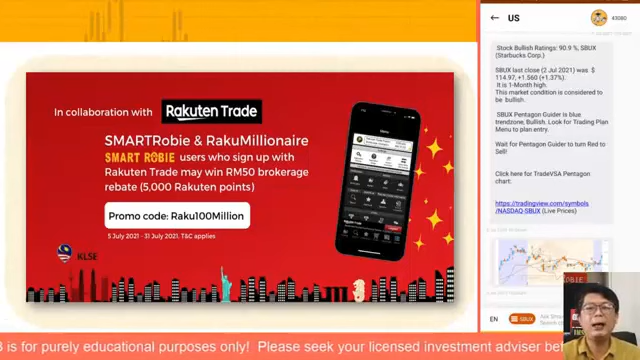 In collaboration with Rakuten Trade
SMARTRobie & RakuMillionaire
SMART ROBIE users who sign up with
Rakuten Trade may win RM50 brokerage
rebate (5,000 Rakuten points)
Promo code: Raku100Million
5 July 2021 - 31 July 2021, T&C applies
KLSE
US
43080
Stock Bullish Ratings: 90.9 %, SBUX
(Starbucks Corp.)
SBUX last close (2 Jul 2021) was $
114.97, +1.560 (+1.37%)
It is 1-Month high.
This market condition is considered to
be bullish.
SBUX Pentagon Guider is blue
trendzone, Bullish. Look for Trading Plan
Menu to plan entry.
Wait for Pentagon Guider to turn Red to
Sell!
Click here for TradeVSA Pentagon
chart:
https://tradingview.com/symbols
/NASDAQ-SBUX (Live Prices)
EN
SBUX
is for purely educational purposes only! Please seek your licensed investment adviser